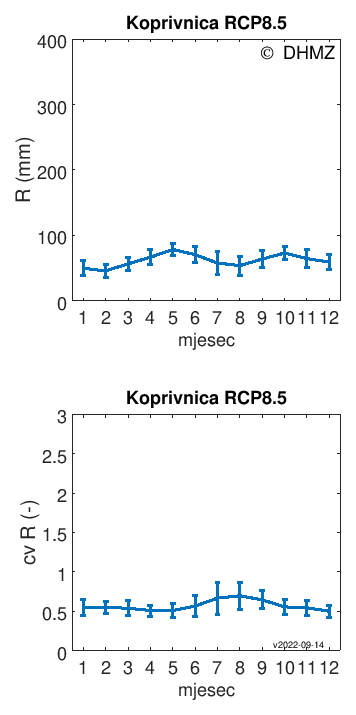 Koprivnica RCP8.5
© DHMZ
400
300
200
100
0
R (mm)
1 2 3 4 5 6 7 8 9 10 11 12
mjesec
Koprivnica RCP8.5
3
2.5
2
1.5
1
0.5
0
cv R (-)
v2022-09-14
1 2 3 4 5 6 7 8 9 10 11 12
mjesec